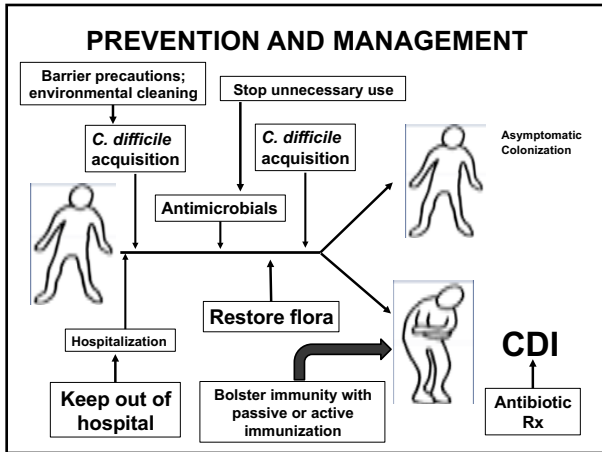 PREVENTION AND MANAGEMENT
Barrier precautions;
environmental cleaning
Stop unnecessary use
C. difficile
acquisition
C. difficile
acquisition
Asymptomatic
Colonization
Antimicrobials
Restore flora
Hospitalization
Keep out of
hospital
Bolster immunity with
passive or active
immunization
CDI
Antibiotic
Rx